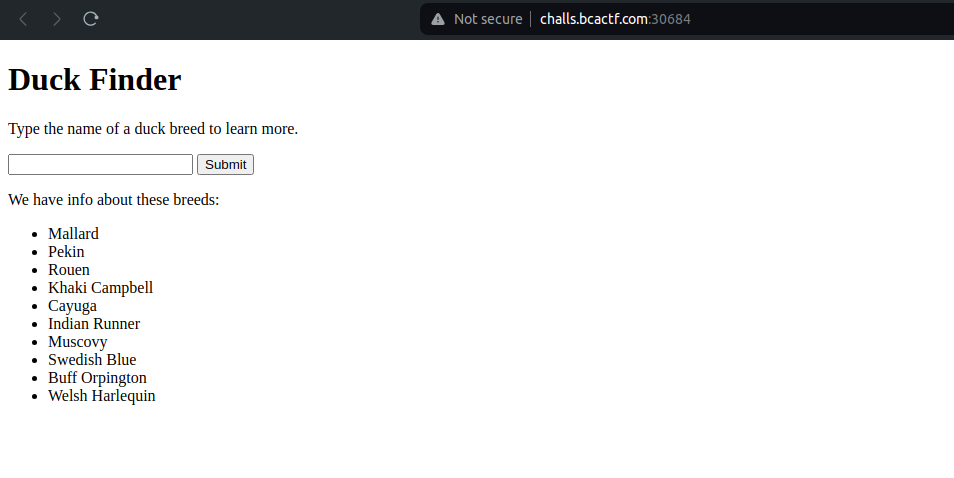 Not secure challs.bcactf.com:30684
Duck Finder
Type the name of a duck breed to learn more.
Submit
We have info about these breeds:
Mallard
Pekin
Rouen
Khaki Campbell
Cayuga
Indian Runner
Muscovy
Swedish Blue
Buff Orpington
Welsh Harlequin